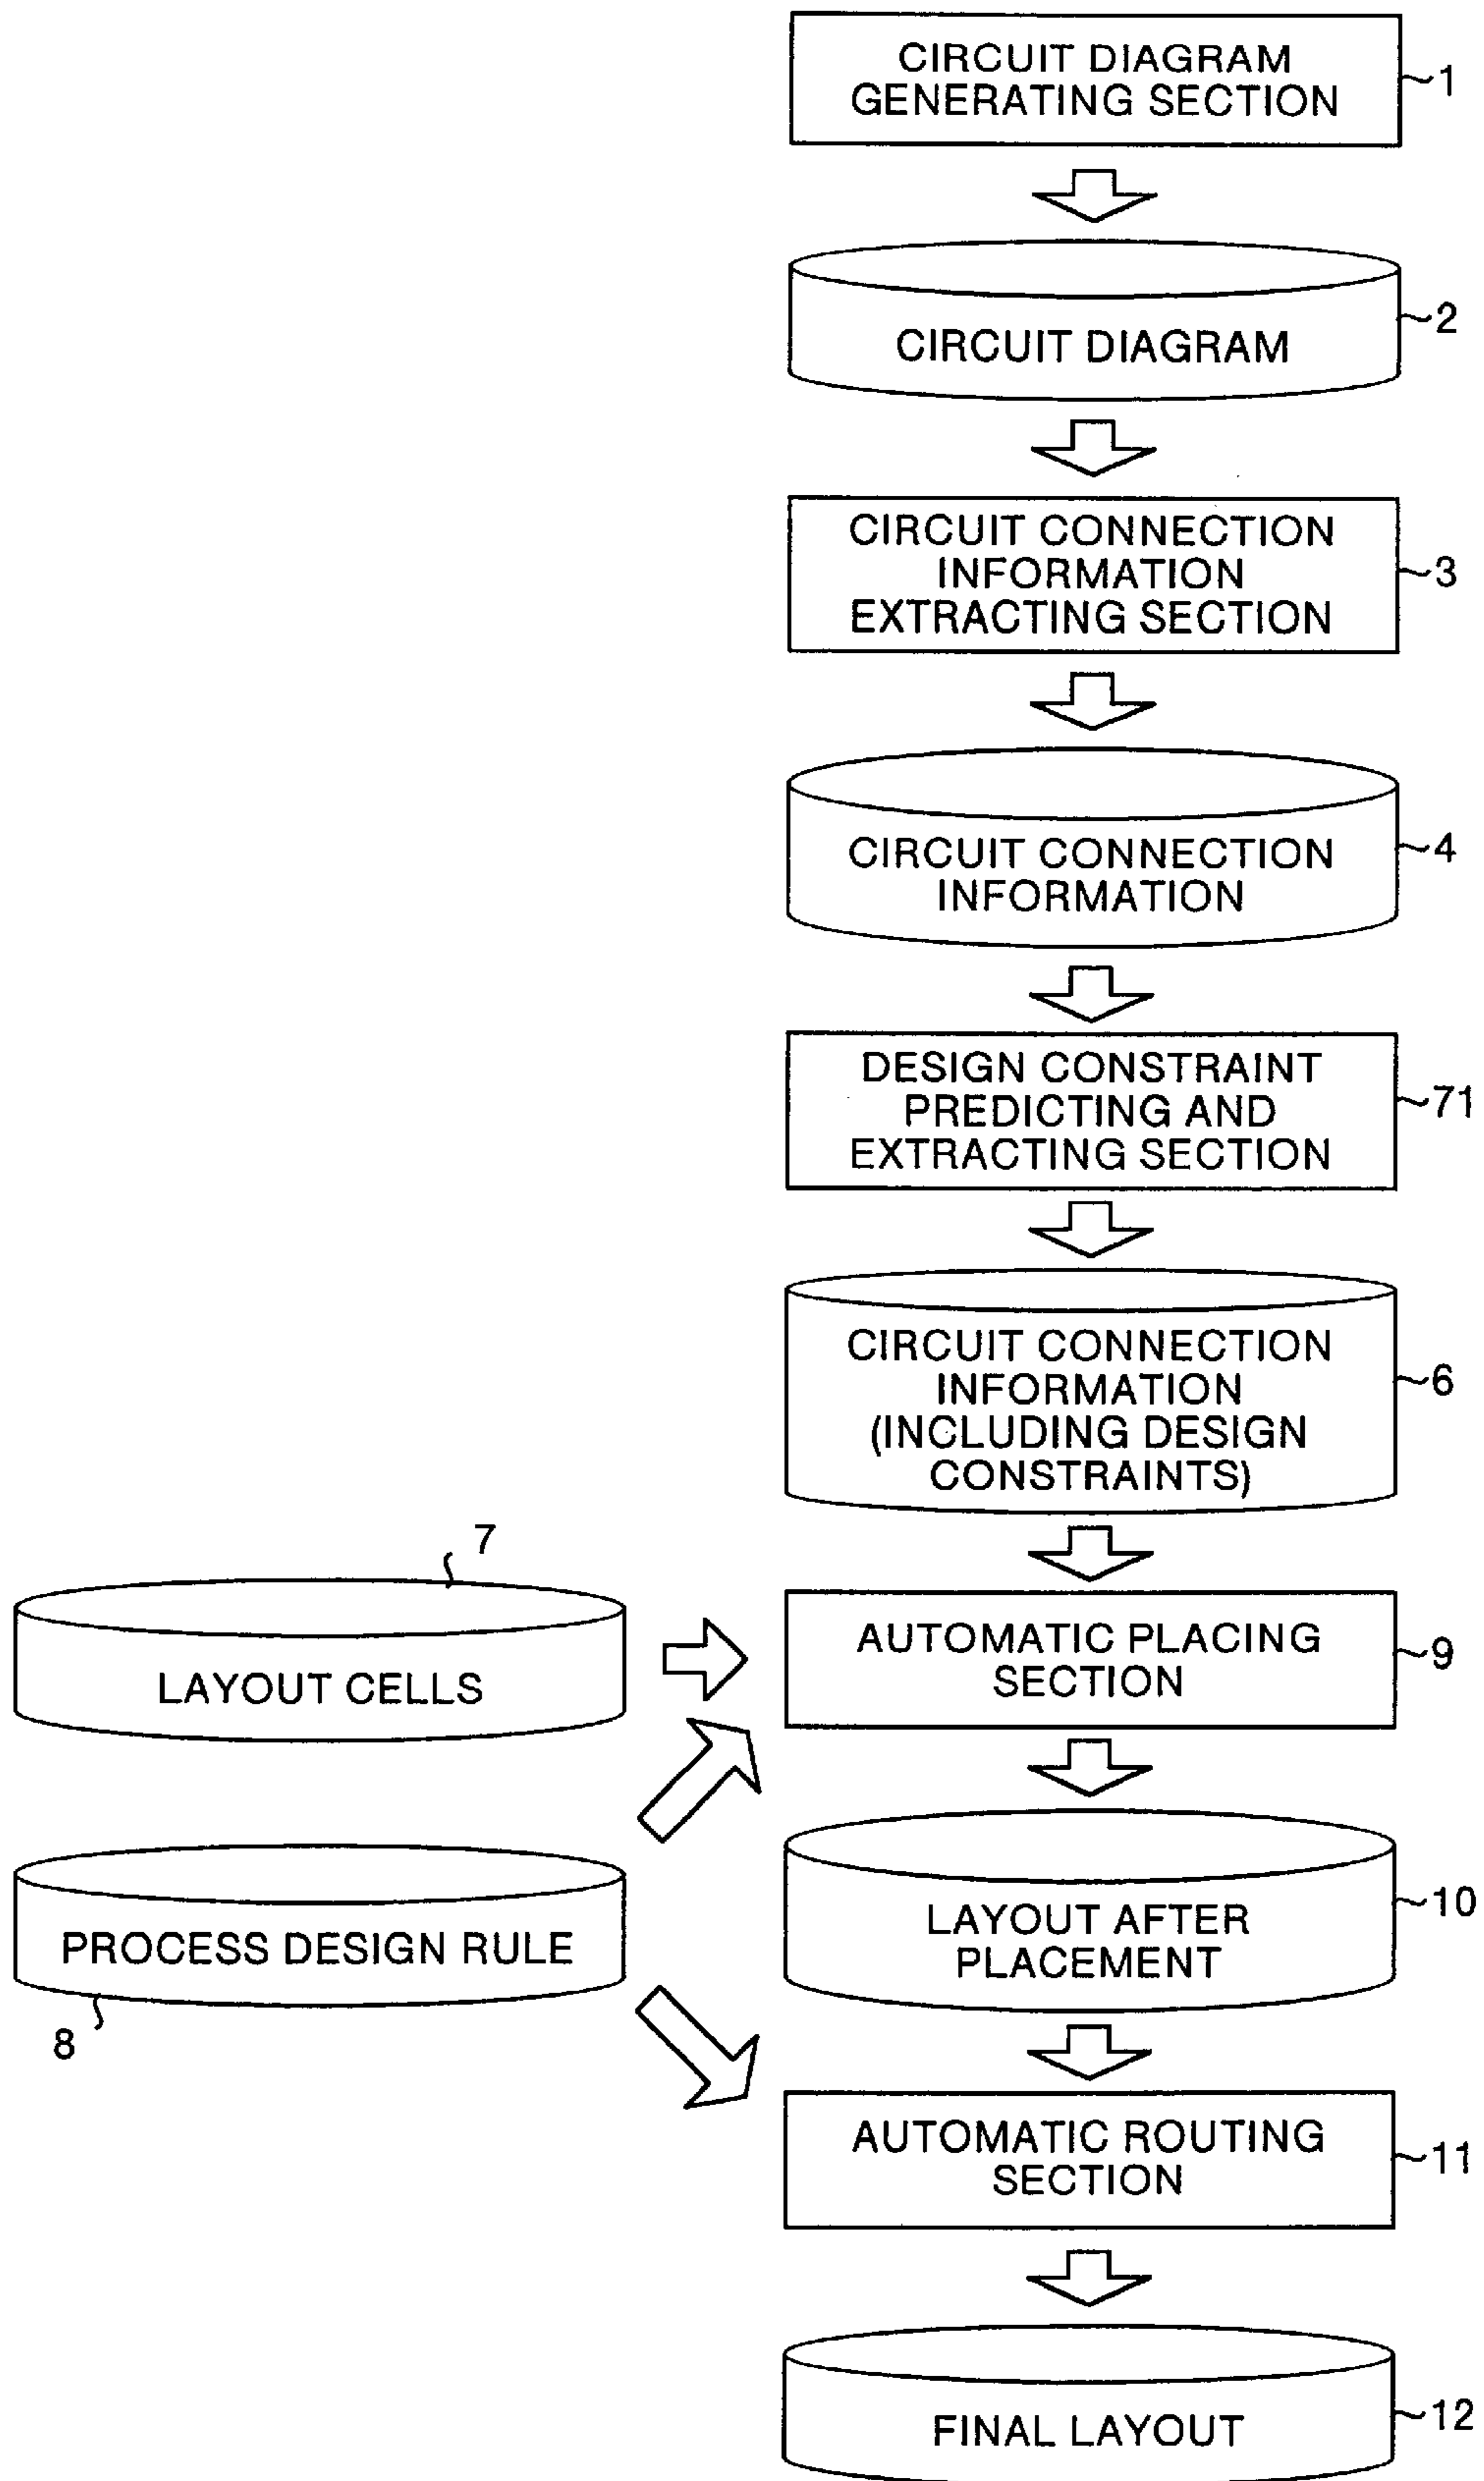 CIRCUIT DIAGRAM
GENERATING SECTION
1
CIRCUIT DIAGRAM
2
CIRCUIT CONNECTION
INFORMATION
EXTRACTING SECTION
3
CIRCUIT CONNECTION
INFORMATION
4
DESIGN CONSTRAINT
PREDICTING AND
EXTRACTING SECTION
71
CIRCUIT CONNECTION
INFORMATION
(INCLUDING DESIGN
CONSTRAINTS)
6
7
LAYOUT CELLS
AUTOMATIC PLACING
SECTION
9
PROCESS DESIGN RULE
8
LAYOUT AFTER
PLACEMENT
10
AUTOMATIC ROUTING
SECTION
11
FINAL LAYOUT
12